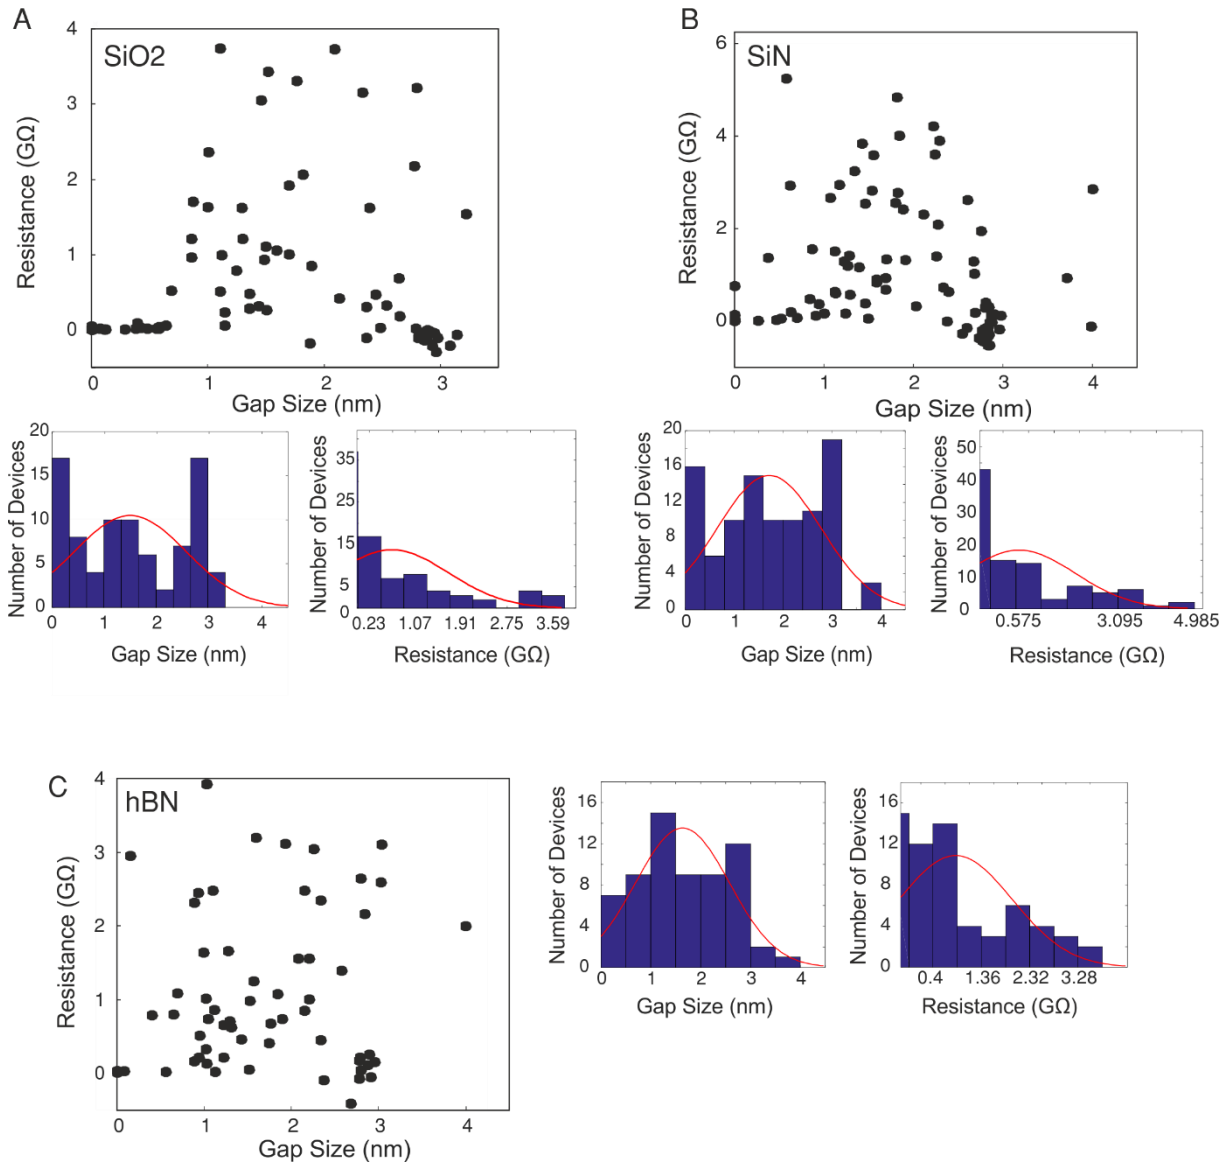 A
SiO2
Resistance (GΩ)
4
3
2
1
0
0 1 2 3
Gap Size (nm)
B
SiN
Resistance (GΩ)
6
4
2
0
0 1 2 3 4
Gap Size (nm)
Number of Devices
20
15
10
5
0
0 1 2 3 4
Gap Size (nm)
Number of Devices
35
25
15
5
0
0.23 1.07 1.91 2.75 3.59
Resistance (GΩ)
Number of Devices
20
16
12
8
4
0
0 1 2 3 4
Gap Size (nm)
Number of Devices
50
40
30
20
10
0
0.575 3.095 4.985
Resistance (GΩ)
C
hBN
Resistance (GΩ)
4
3
2
1
0
0 1 2 3 4
Gap Size (nm)
Number of Devices
16
12
8
4
0
0 1 2 3 4
Gap Size (nm)
Number of Devices
16
12
8
4
0
0.4 1.36 2.32 3.28
Resistance (GΩ)